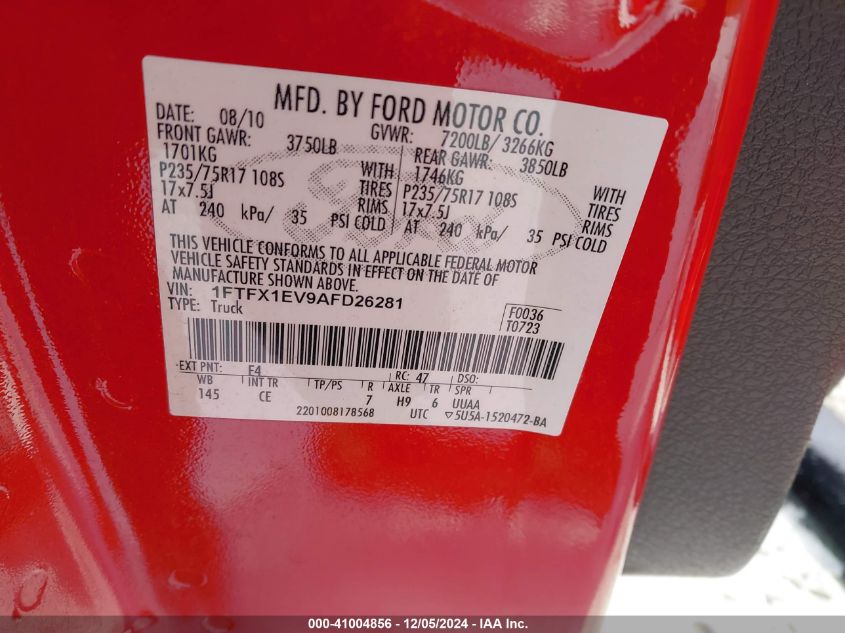 MFD. BY FORD MOTOR CO.
DATE: 08/10 GVWR: 7200LB/ 3266KG
FRONT GAWR: 3750LB REAR GAWR: 3850LB
1701KG WITH 1746KG WITH
P235/75R17 108S TIRES P235/75R17 108S TIRES
17x7.5J RIMS 17x7.5J RIMS
AT 240 kPa/ 35 PSI COLD AT 240 kPa/ 35 PSI COLD
THIS VEHICLE CONFORMS TO ALL APPLICABLE FEDERAL MOTOR
VEHICLE SAFETY STANDARDS IN EFFECT ON THE DATE OF
MANUFACTURE SHOWN ABOVE.
VIN: 1FTFX1EV9AFD26281
TYPE: Truck
F0036
T0723
EXT PNT: F4 RC: 47 DSO:
WB INT TR TP/PS R AXLE TR SPR
145 CE 7 H9 6 UUAA
2201008178568 UTC ▽5U5A-1520472-BA
Ford
000-41004856 - 12/05/2024 - IAA Inc.